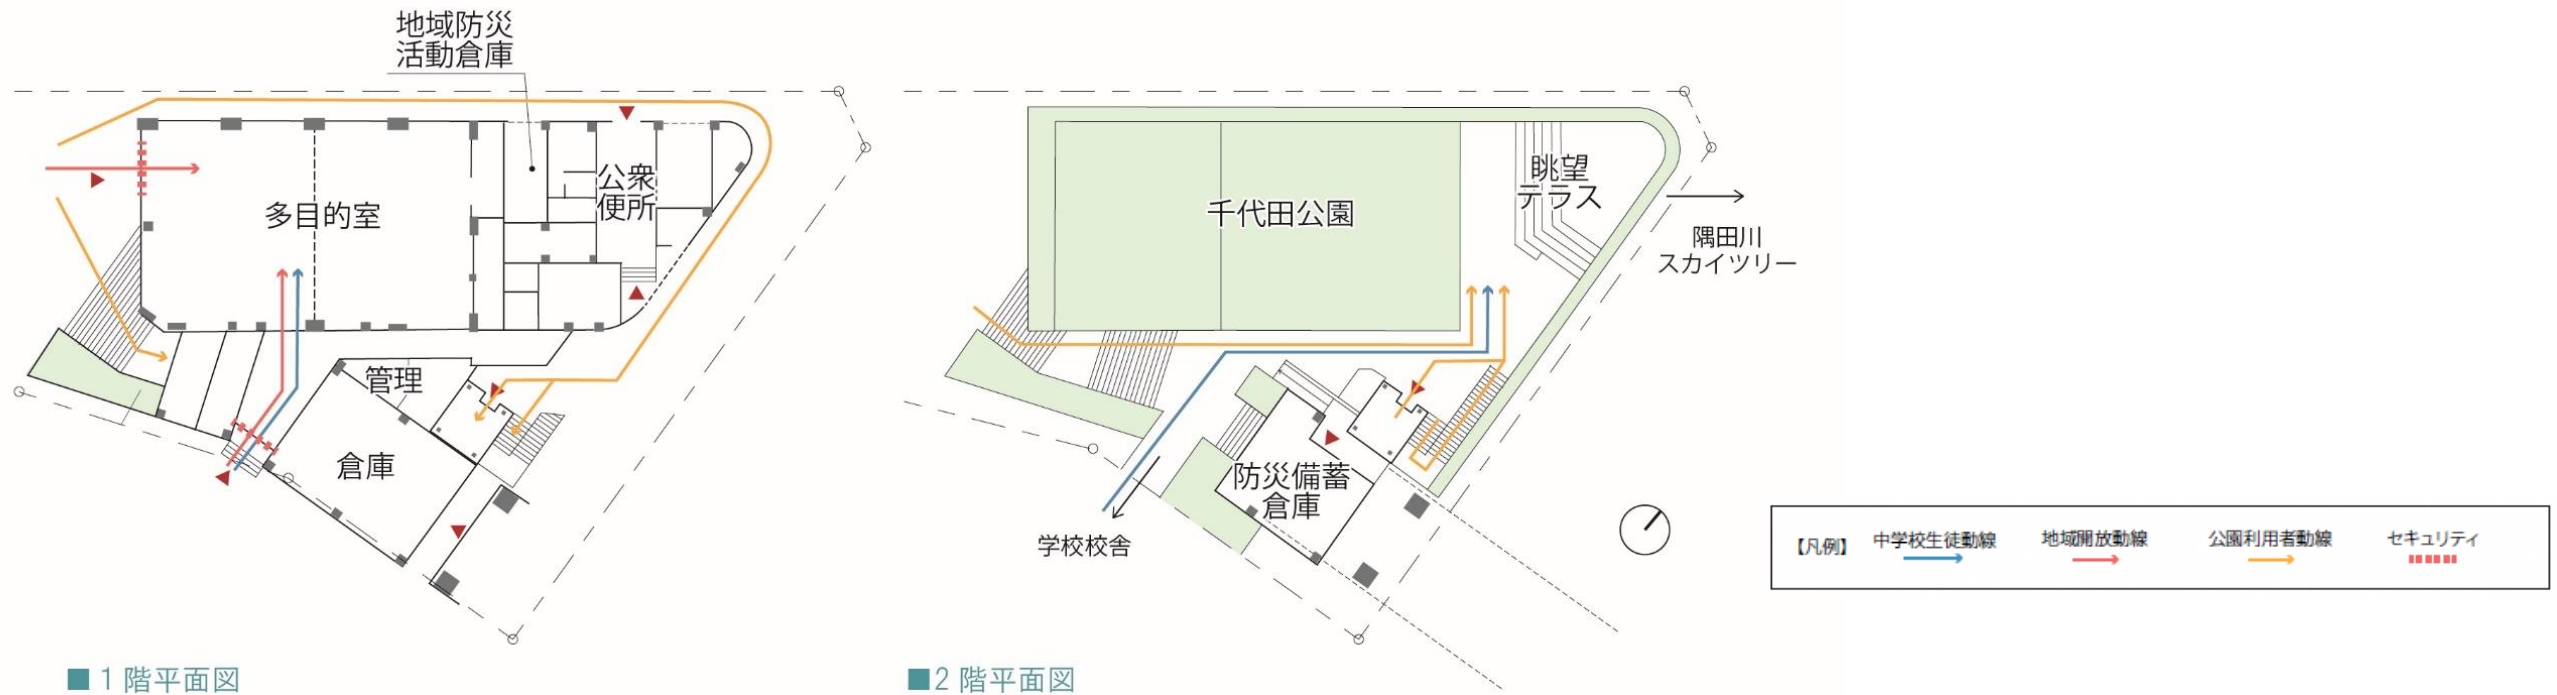 地域防災
活動倉庫
公衆
便所
多目的室
管理
倉庫
■1階平面図
千代田公園
眺望
テラス
隅田川
スカイツリー
防災備蓄
倉庫
学校校舎
■2階平面図
【凡例】 中学校生徒動線 地域開放動線 公園利用者動線 セキュリティ